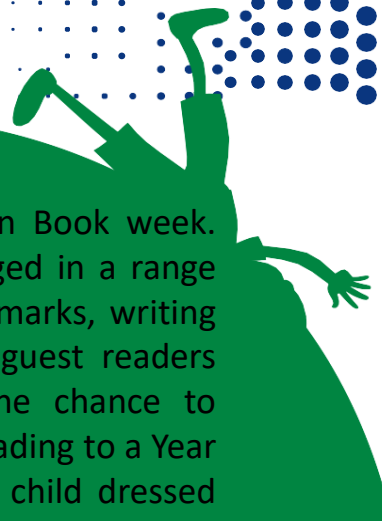 n Book week.
ged in a range
marks, writing
guest readers
ne chance to
ading to a Year
child dressed